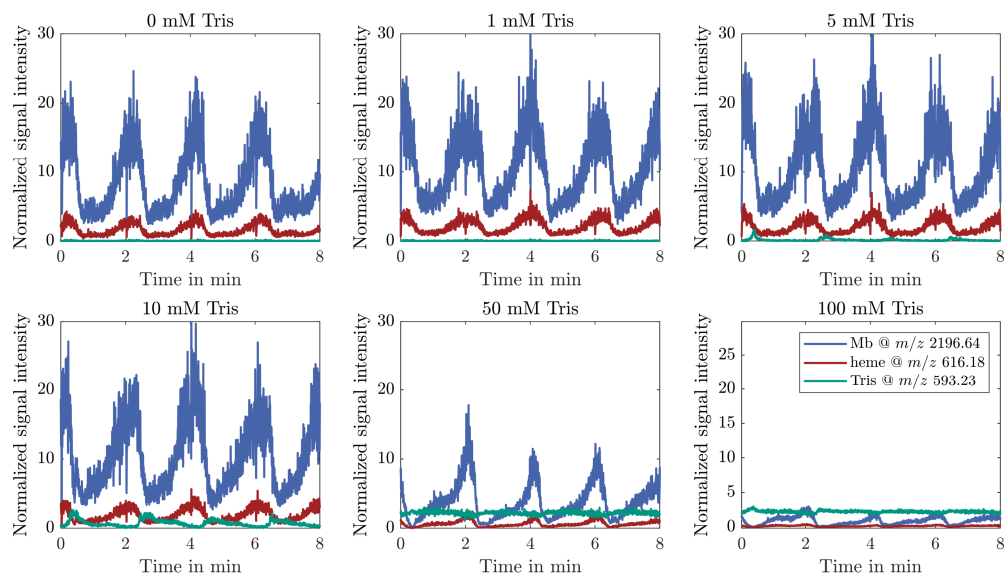 0 mM Tris
1 mM Tris
5 mM Tris
Normalized signal intensity
30
20
10
0
0 2 4 6 8
Time in min
Normalized signal intensity
30
20
10
0
0 2 4 6 8
Time in min
Normalized signal intensity
30
20
10
0
0 2 4 6 8
Time in min
10 mM Tris
50 mM Tris
100 mM Tris
Normalized signal intensity
30
20
10
0
0 2 4 6 8
Time in min
Normalized signal intensity
30
20
10
0
0 2 4 6 8
Time in min
Normalized signal intensity
25
20
15
10
5
0
0 2 4 6 8
Time in min
Mb @ m/z 2196.64
heme @ m/z 616.18
Tris @ m/z 593.23